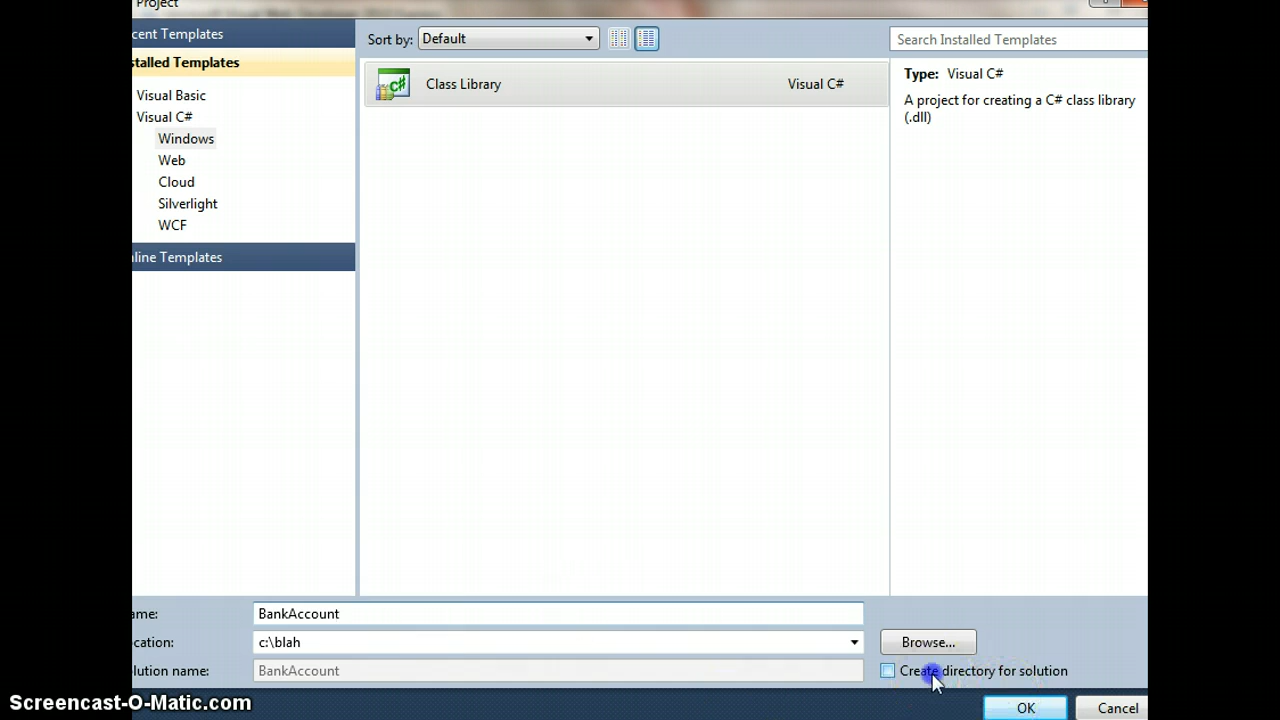 Project
cent Templates
stalled Templates
Visual Basic
Visual C#
Windows
Web
Cloud
Silverlight
WCF
line Templates
Sort by: Default
Search Installed Templates
Class Library Visual C#
Type: Visual C#
A project for creating a C# class library
(.dll)
ame: BankAccount
cation: c:\blah
Browse...
lution name: BankAccount
Create directory for solution
OK Cancel
Screencast-O-Matic.com